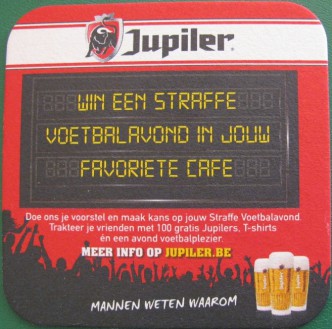 Jupiler
WIN EEN STRAFFE
VOETBALAVOND IN JOUW
FAVORIETE CAFE
Doe ons je voorstel en maak kans op jouw Straffe Voetbalavond.
Trakteer je vrienden met 100 gratis Jupilers, T-shirts
én een avond voetbalplezier.
MEER INFO OP JUPILER.BE
MANNEN WETEN WAAROM